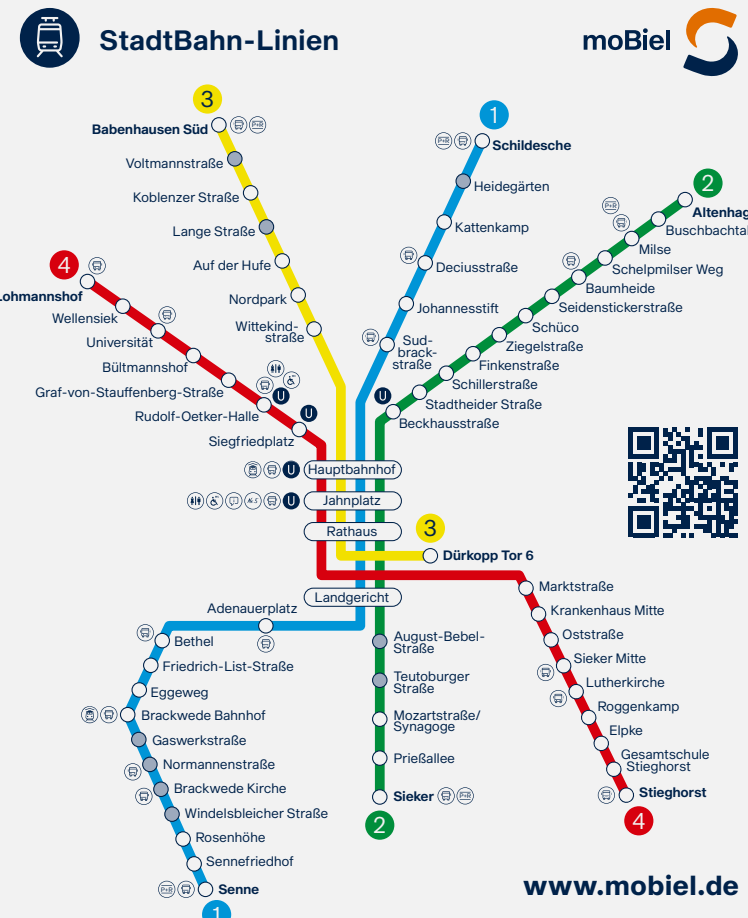 StadtBahn-Linien
moBiel
3
Babenhausen Süd
P+R
Voltmannstraße
Koblenzer Straße
Lange Straße
Auf der Hufe
Nordpark
Wittekind-
straße
1
P+R
Schildesche
Heidegärten
Kattenkamp
Deciusstraße
Johannesstift
Sud-
brack-
straße
2
Altenhag
P+R
Buschbachtal
Milse
Schelpmilser Weg
Baumheide
Seidenstickerstraße
Schüco
Ziegelstraße
Finkenstraße
Schillerstraße
Stadtheider Straße
U
Beckhausstraße
4
Lohmannshof
Wellensiek
Universität
Bültmannshof
Graf-von-Stauffenberg-Straße
U
Rudolf-Oetker-Halle
U
Siegfriedplatz
U
Hauptbahnhof
U
Jahnplatz
Rathaus
3
Dürkopp Tor 6
Landgericht
Adenauerplatz
Bethel
Friedrich-List-Straße
Eggeweg
Brackwede Bahnhof
Gaswerkstraße
Normannenstraße
Brackwede Kirche
Windelsbleicher Straße
Rosenhöhe
Sennefriedhof
P+R
Senne
1
August-Bebel-
Straße
Teutoburger
Straße
Mozartstraße/
Synagoge
Prießallee
Sieker
P+R
2
Marktstraße
Krankenhaus Mitte
Oststraße
Sieker Mitte
Lutherkirche
Roggenkamp
Elpke
Gesamtschule
Stieghorst
Stieghorst
4
www.mobiel.de